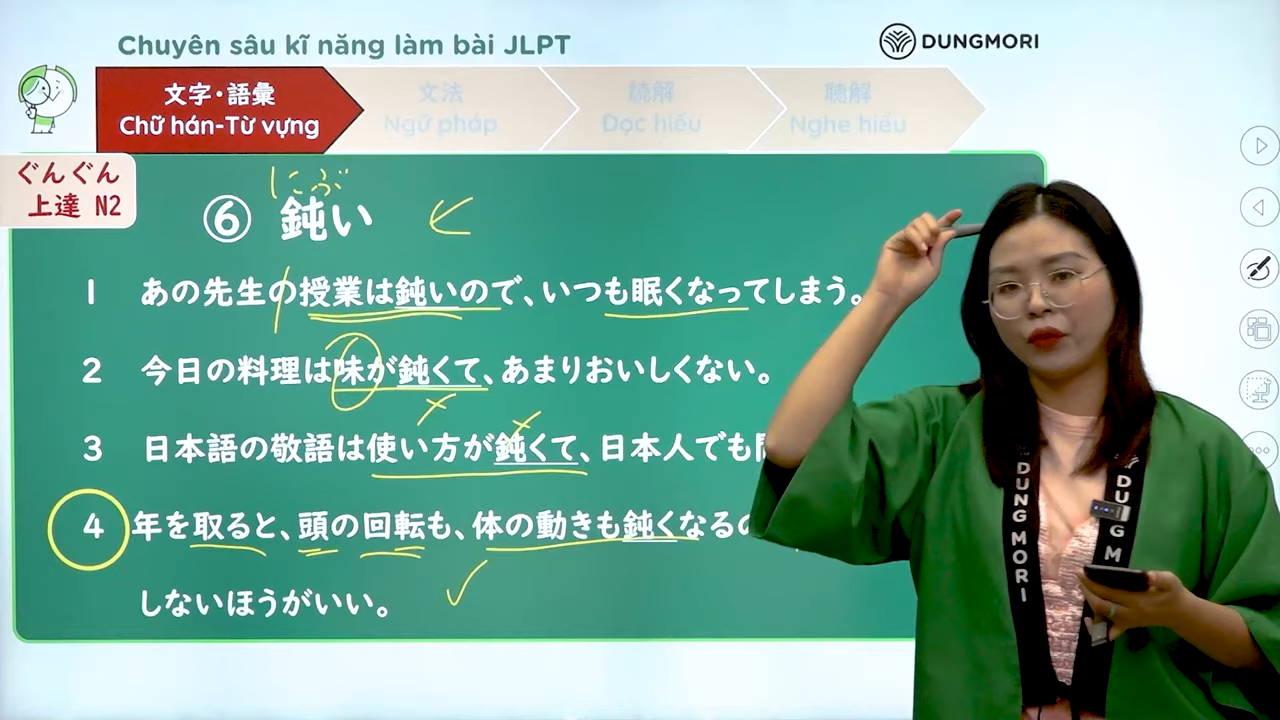 Chuyên sâu kĩ năng làm bài JLPT
DUNGMORI
文字・語彙
Chữ hán-Từ vựng
文法
Ngữ pháp
読解
Đọc hiểu
聴解
Nghe hiểu
ぐんぐん
上達 N2
にぶ
⑥ 鈍い
1 あの先生の授業は鈍いので、いつも眠くなってしまう。
2 今日の料理は味が鈍くて、あまりおいしくない。
3 日本語の敬語は使い方が鈍くて、日本人でも
4 年を取ると、頭の回転も、体の動きも鈍くなる
しないほうがいい。
DUNGMORI
DUNG M